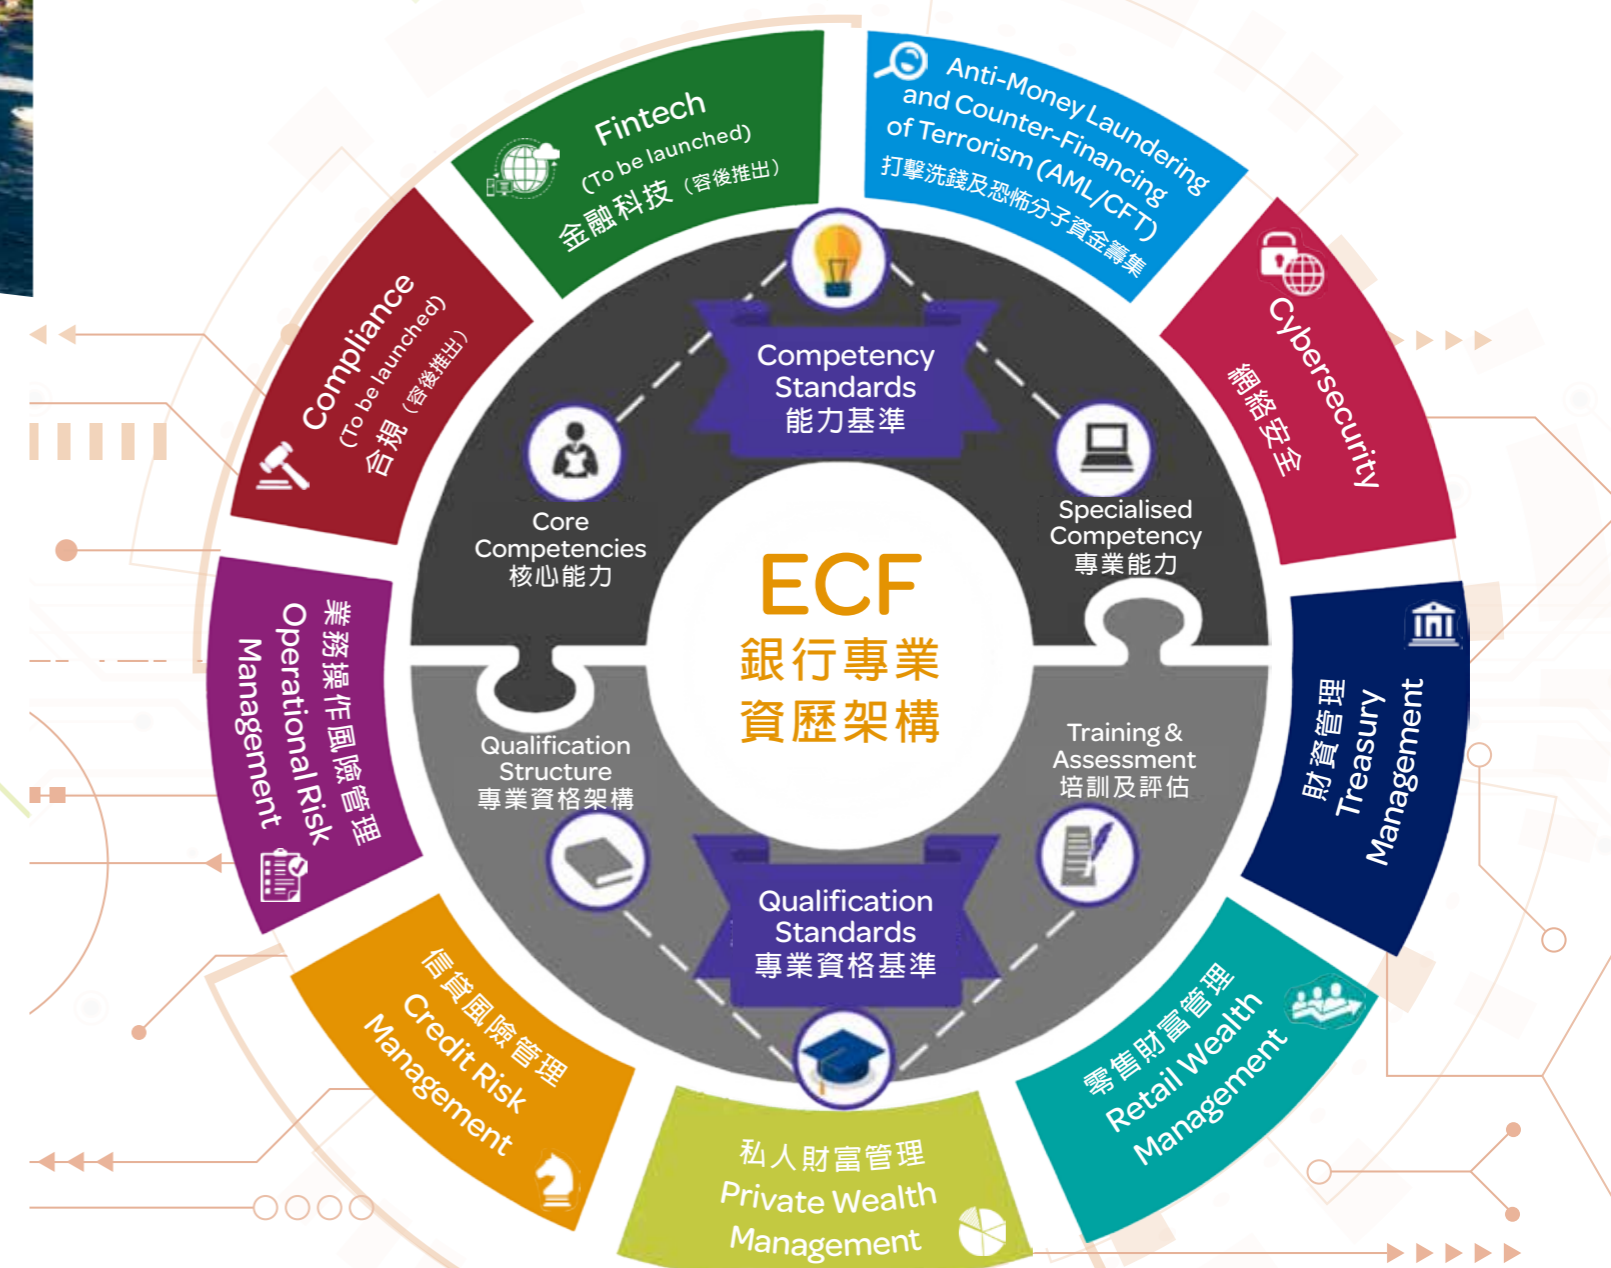 Fintech
(To be launched)
金融科技（容後推出）
Anti-Money Laundering
and Counter-Financing
of Terrorism (AML/CFT)
打擊洗錢及恐怖分子資金籌集
Cybersecurity
網絡安全
財資管理
Treasury
Management
零售財富管理
Retail Wealth
Management
私人財富管理
Private Wealth
Management
信貸風險管理
Credit Risk
Management
業務操作風險管理
Operational Risk
Management
Compliance
(To be launched)
合規（容後推出）
Competency
Standards
能力基準
Core
Competencies
核心能力
Specialised
Competency
專業能力
ECF
銀行專業
資歷架構
Qualification
Structure
專業資格架構
Training &
Assessment
培訓及評估
Qualification
Standards
專業資格基準